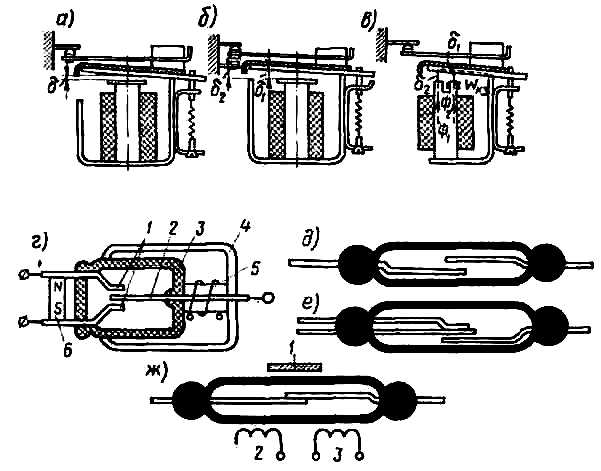 а) б) в)
δ δ₂ δ₁ δ₁ δ₂ Wкз
Ф₂
Ф₁
г) 1 2 3 4 д)
5
N
S е)
6
1
ж)
2 3